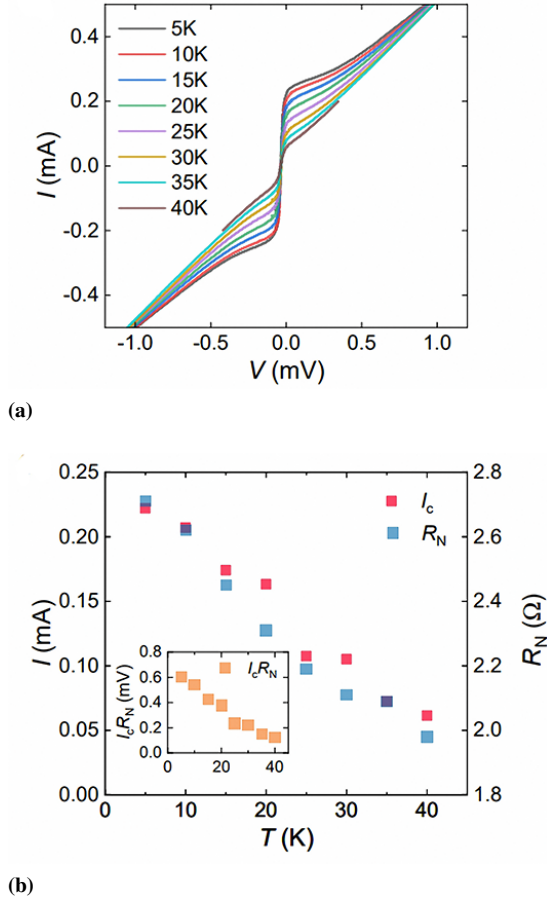 0.4
0.2
0.0
-0.2
-0.4
I (mA)
5K
10K
15K
20K
25K
30K
35K
40K
-1.0 -0.5 0.0 0.5 1.0
V (mV)
(a)
0.25
0.20
0.15
0.10
0.05
0.00
I (mA)
Ic
RN
2.8
2.6
2.4
2.2
2.0
1.8
RN (Ω)
0.8
0.6
0.4
0.2
0.0
IcRN (mV)
IcRN
0 20 40
0 10 20 30 40
T (K)
(b)